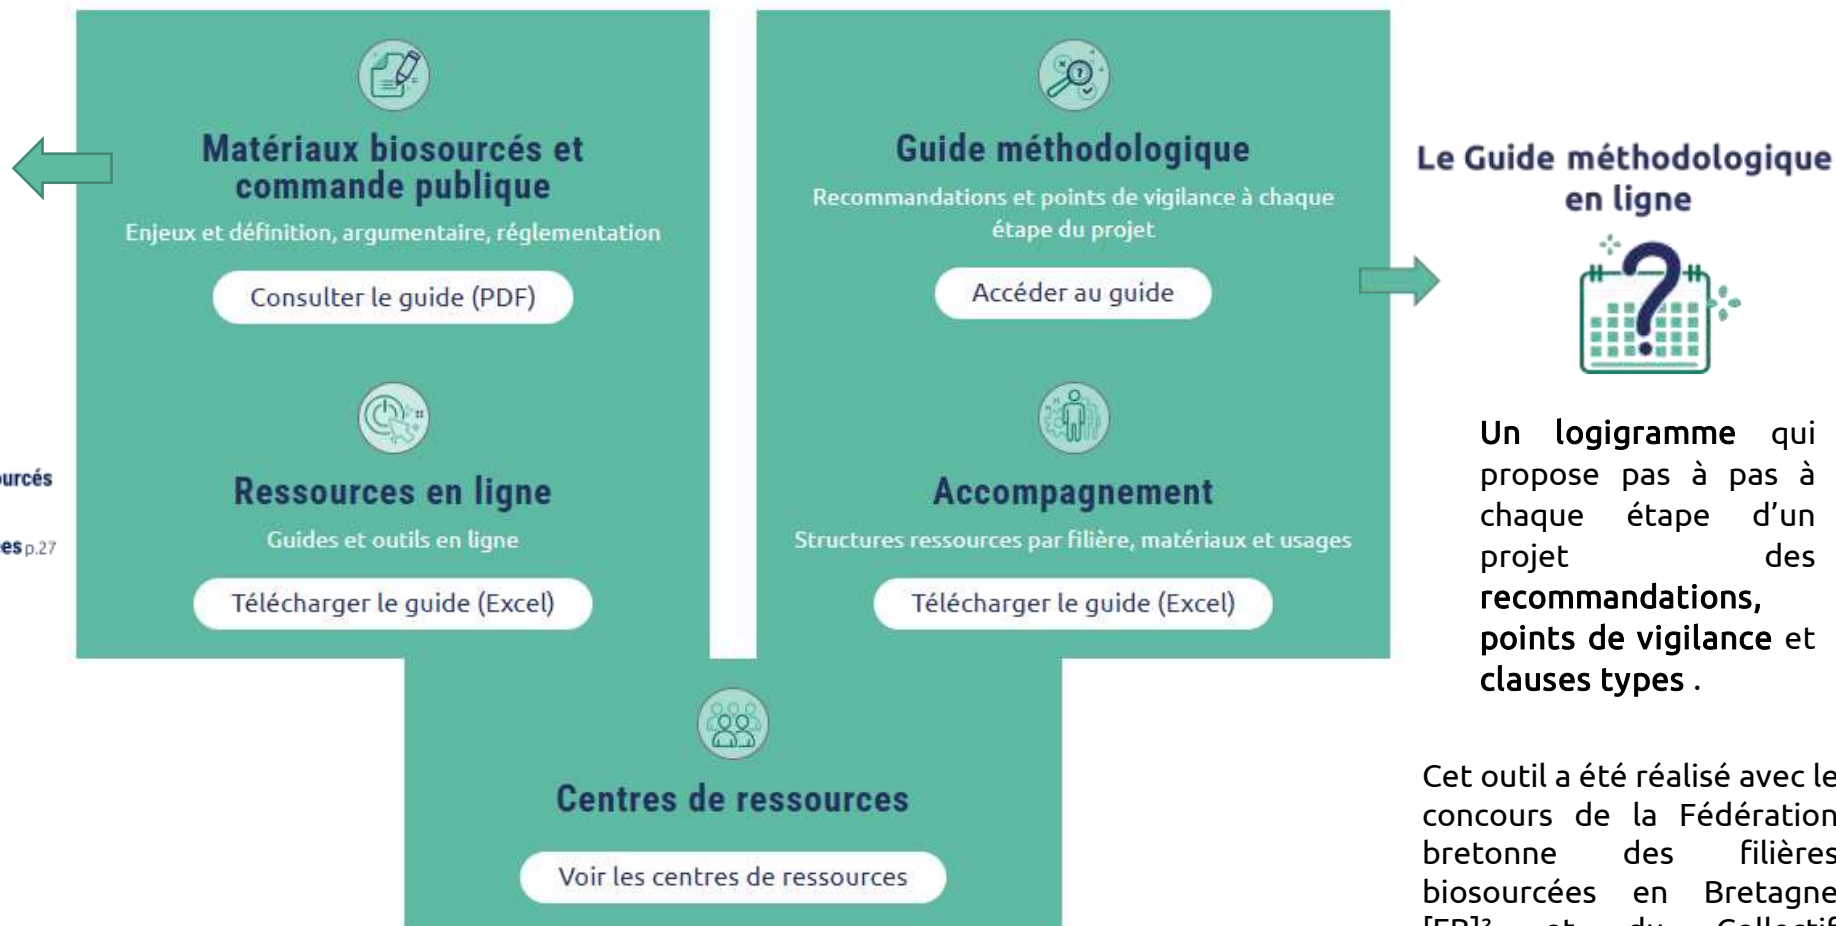 Matériaux biosourcés et
commande publique
Enjeux et définition, argumentaire, réglementation
Consulter le guide (PDF)
Ressources en ligne
Guides et outils en ligne
Télécharger le guide (Excel)
Guide méthodologique
Recommandations et points de vigilance à chaque
étape du projet
Accéder au guide
Accompagnement
Structures ressources par filière, matériaux et usages
Télécharger le guide (Excel)
Centres de ressources
Voir les centres de ressources
p.27
Le Guide méthodologique
en ligne
Un logigramme qui
propose pas à pas à
chaque étape d’un
projet des
recommandations,
points de vigilance et
clauses types .
Cet outil a été réalisé avec le
concours de la Fédération
bretonne des filières
biosourcées en Bretagne
et du Collectif